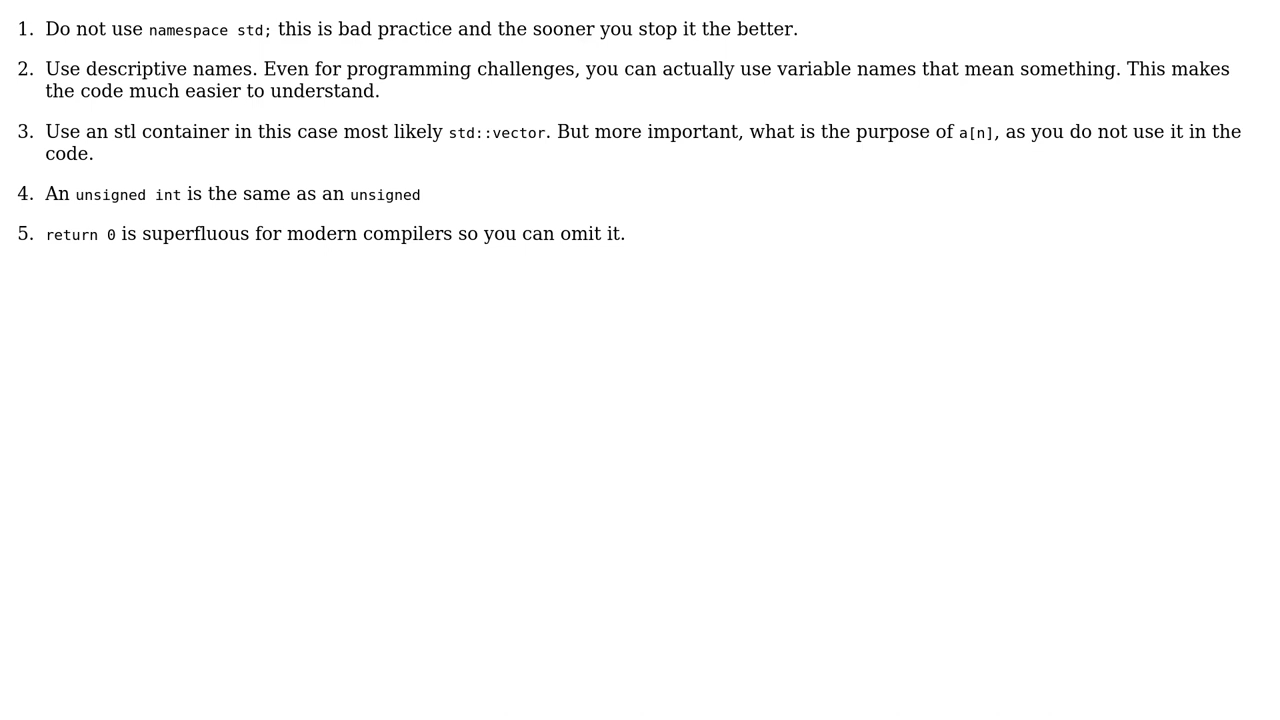 1. Do not use namespace std; this is bad practice and the sooner you stop it the better.
2. Use descriptive names. Even for programming challenges, you can actually use variable names that mean something. This makes
the code much easier to understand.
3. Use an stl container in this case most likely std::vector. But more important, what is the purpose of a[n], as you do not use it in the
code.
4. An unsigned int is the same as an unsigned
5. return 0 is superfluous for modern compilers so you can omit it.